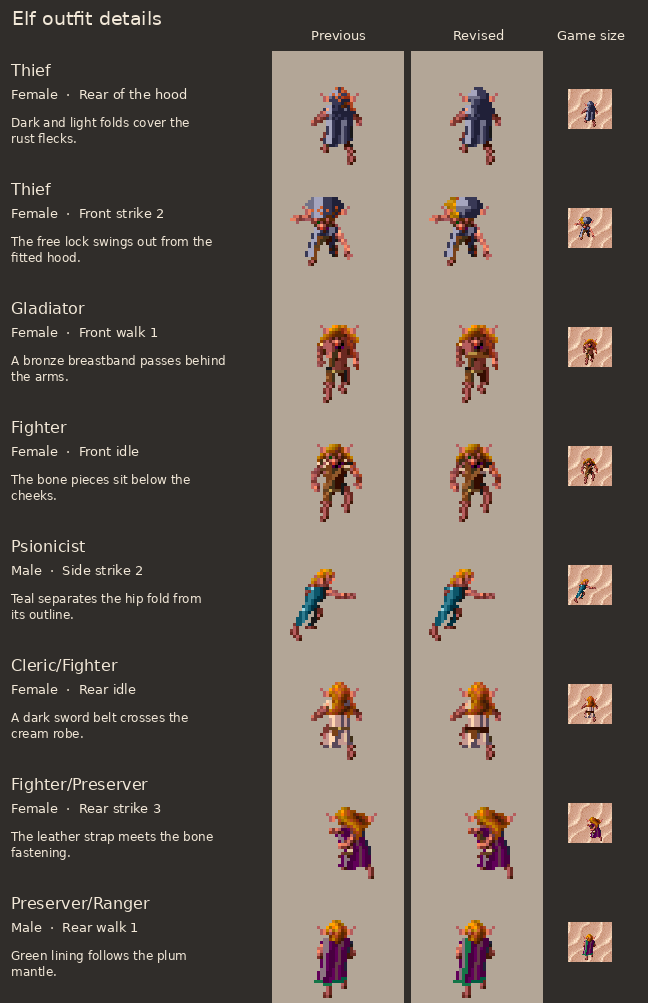 Elf outfit details
Previous
Revised
Game size
Thief
Female · Rear of the hood
Dark and light folds cover the
rust flecks.
Thief
Female · Front strike 2
The free lock swings out from the
fitted hood.
Gladiator
Female · Front walk 1
A bronze breastband passes behind
the arms.
Fighter
Female · Front idle
The bone pieces sit below the
cheeks.
Psionicist
Male · Side strike 2
Teal separates the hip fold from
its outline.
Cleric/Fighter
Female · Rear idle
A dark sword belt crosses the
cream robe.
Fighter/Preserver
Female · Rear strike 3
The leather strap meets the bone
fastening.
Preserver/Ranger
Male · Rear walk 1
Green lining follows the plum
mantle.